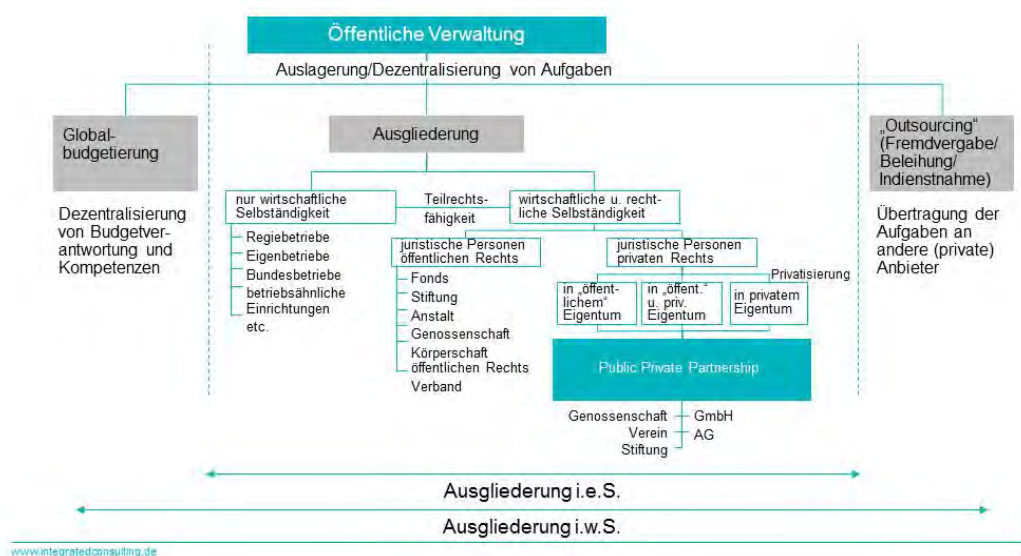 Öffentliche Verwaltung
Auslagerung/Dezentralisierung von Aufgaben
Global-
budgetierung
Dezentralisierung
von Budgetver-
antwortung und
Kompetenzen
Ausgliederung
„Outsourcing“
(Fremdvergabe/
Beleihung/
Indienstnahme)
Übertragung der
Aufgaben an
andere (private)
Anbieter
nur wirtschaftliche
Selbständigkeit
Teilrechts-
fähigkeit
wirtschaftliche u. recht-
liche Selbständigkeit
Regiebetriebe
Eigenbetriebe
Bundesbetriebe
betriebsähnliche
Einrichtungen
etc.
juristische Personen
öffentlichen Rechts
Fonds
Stiftung
Anstalt
Genossenschaft
Körperschaft
öffentlichen Rechts
Verband
juristische Personen
privaten Rechts
Privatisierung
in „öffent-
lichem“
Eigentum
in „öffent.“
u. priv.
Eigentum
in privatem
Eigentum
Public Private Partnership
Genossenschaft
Verein
Stiftung
GmbH
AG
Ausgliederung i.e.S.
Ausgliederung i.w.S.
www.integratedconsulting.de